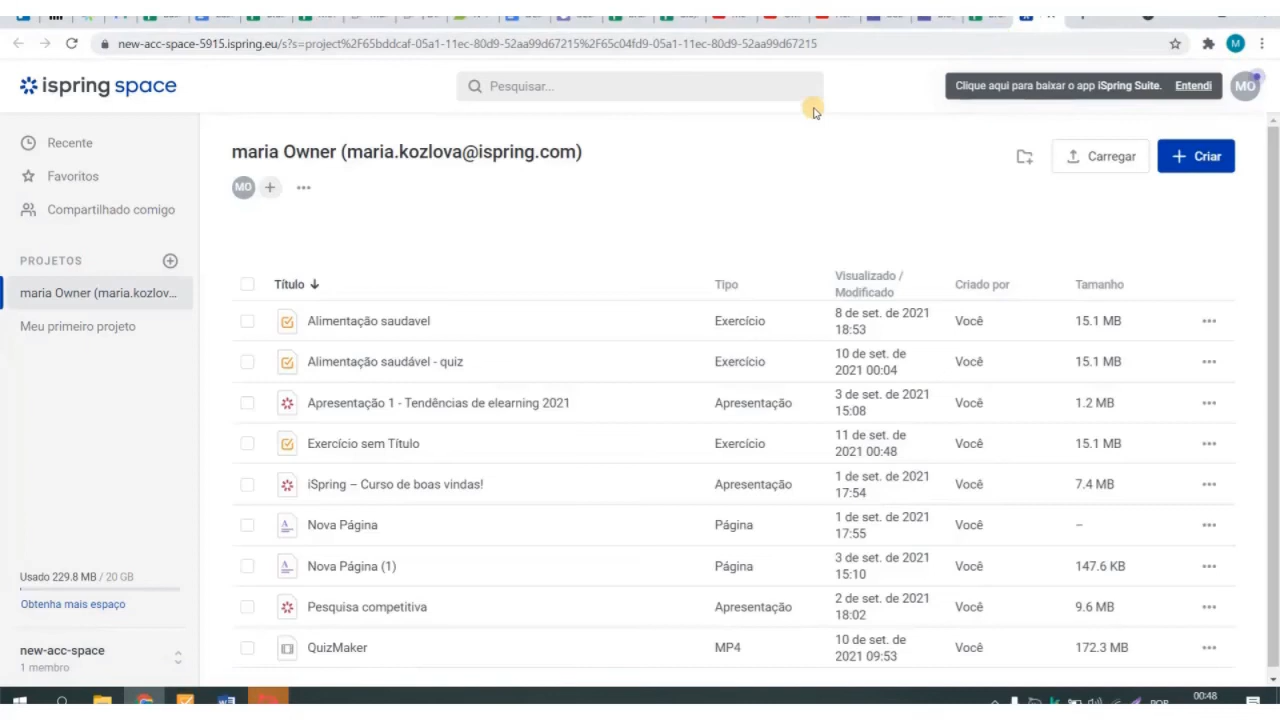 new-acc-space-5915.ispring.eu/s?s=project%2F65bddcaf-05a1-11ec-80d9-52aa99d67215%2F65c04fd9-05a1-11ec-80d9-52aa99d67215
M
ispring space
Pesquisar...
Clique aqui para baixar o app iSpring Suite. Entendi
MO
Recente
Favoritos
Compartilhado comigo
PROJETOS
maria Owner (maria.kozlov...
Meu primeiro projeto
Usado 229.8 MB / 20 GB
Obtenha mais espaço
new-acc-space
1 membro
maria Owner (maria.kozlova@ispring.com)
MO
Carregar
Criar
Título Tipo Visualizado / Modificado Criado por Tamanho
Alimentação saudavel Exercício 8 de set. de 2021 18:53 Você 15.1 MB
Alimentação saudável - quiz Exercício 10 de set. de 2021 00:04 Você 15.1 MB
Apresentação 1 - Tendências de elearning 2021 Apresentação 3 de set. de 2021 15:08 Você 1.2 MB
Exercício sem Título Exercício 11 de set. de 2021 00:48 Você 15.1 MB
iSpring – Curso de boas vindas! Apresentação 1 de set. de 2021 17:54 Você 7.4 MB
Nova Página Página 1 de set. de 2021 17:55 Você –
Nova Página (1) Página 3 de set. de 2021 15:10 Você 147.6 KB
Pesquisa competitiva Apresentação 2 de set. de 2021 18:02 Você 9.6 MB
QuizMaker MP4 10 de set. de 2021 09:53 Você 172.3 MB
00:48